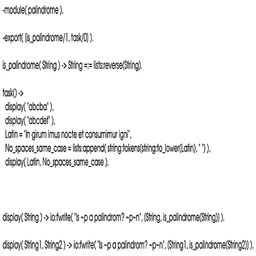 -module( palindrome ).
-export( [is_palindrome/1, task/0] ).
is_palindrome( String ) -> String =:= lists:reverse(String).
task() ->
display( "abcba" ),
display( "abcdef" ),
Latin = "In girum imus nocte et consumimur igni",
No_spaces_same_case = lists:append( string:tokens(string:to_lower(Latin), " ") ),
display( Latin, No_spaces_same_case ).
display( String ) -> io:fwrite( "Is ~p a palindrom? ~p~n", [String, is_palindrome(String)] ).
display( String1, String2 ) -> io:fwrite( "Is ~p a palindrom? ~p~n", [String1, is_palindrome(String2)] ).